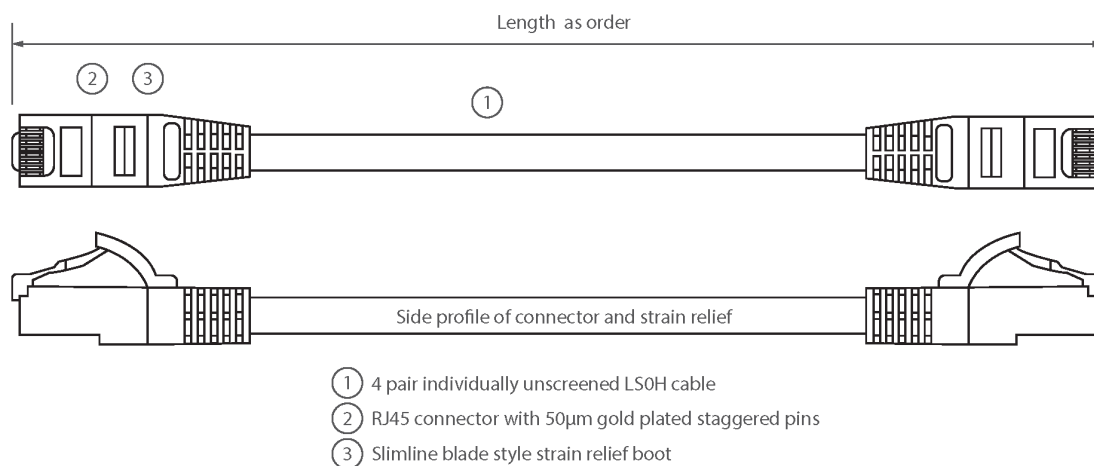 Length as order
2 3
1
Side profile of connector and strain relief
1 4 pair individually unscreened LS0H cable
2 RJ45 connector with 50µm gold plated staggered pins
3 Slimline blade style strain relief boot